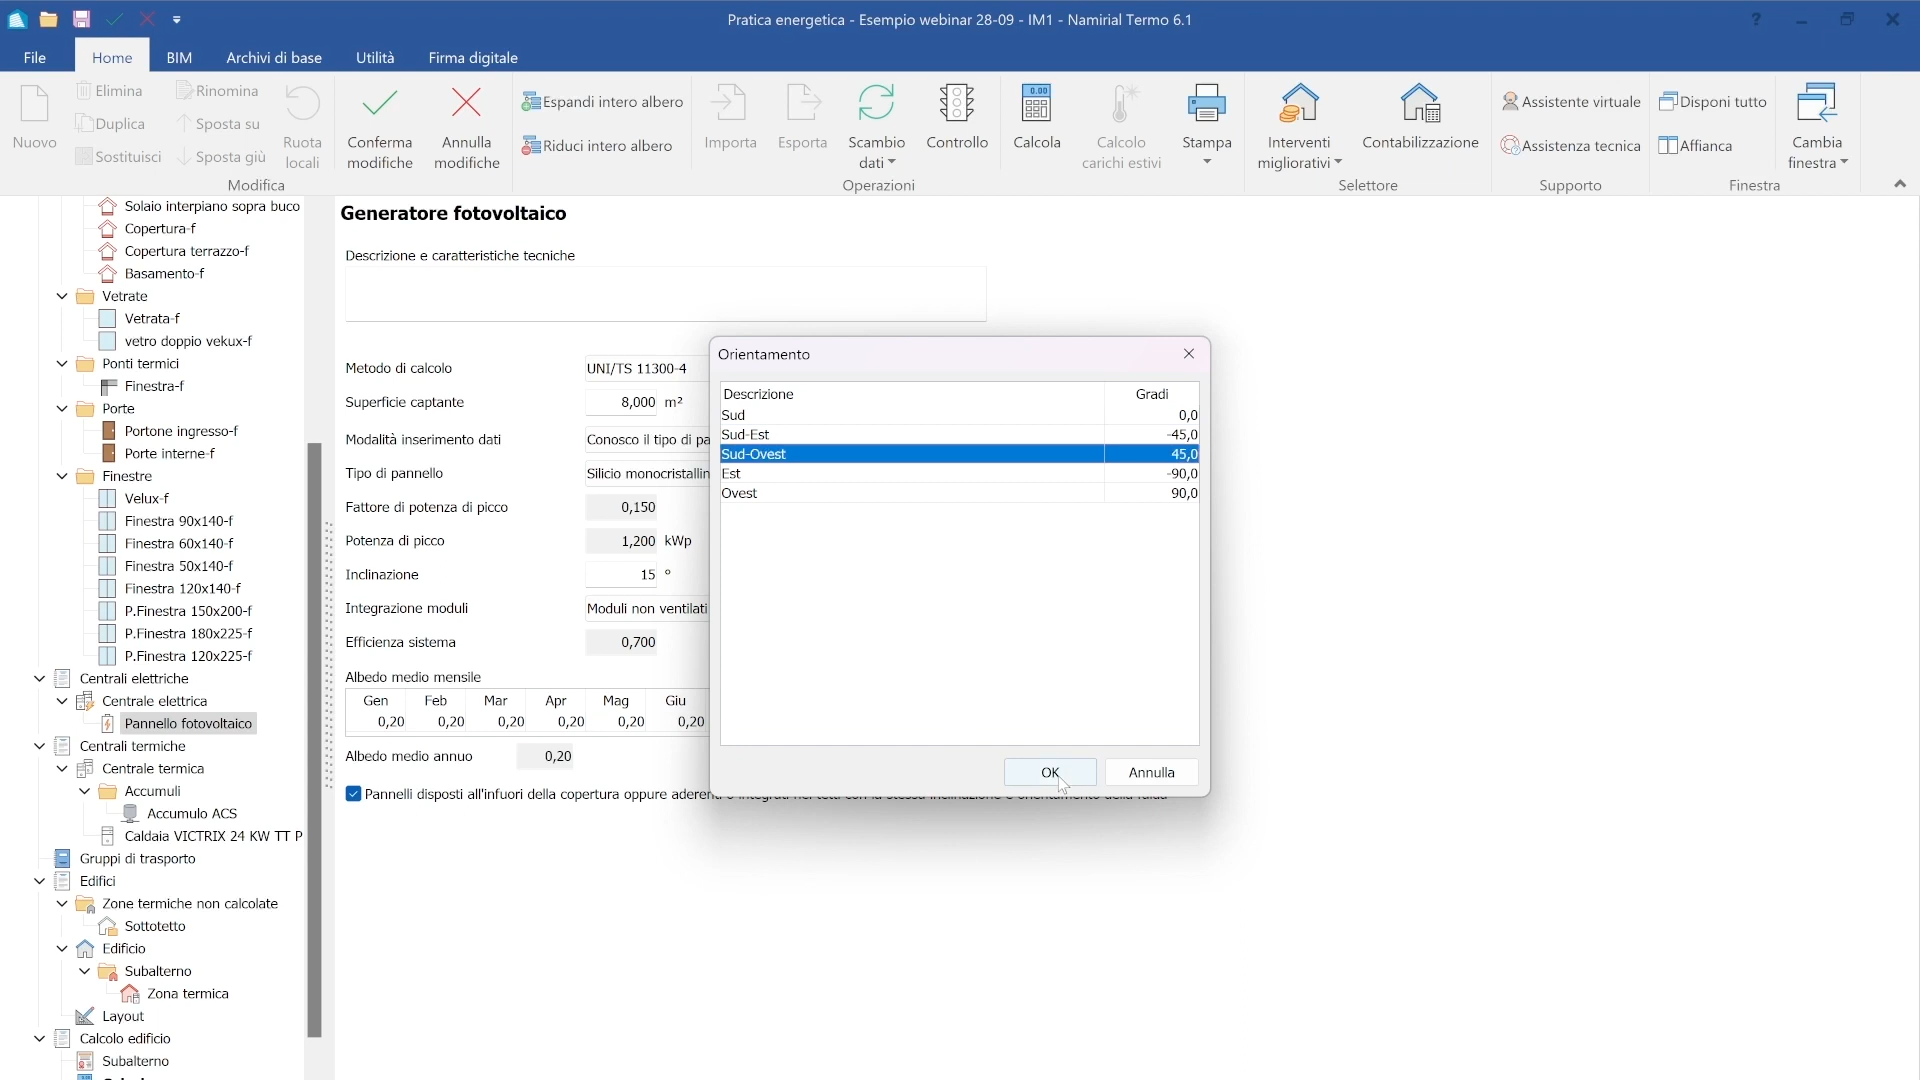 Pratica energetica - Esempio webinar 28-09 - IM1 - Namirial Termo 6.1
?
File
Home
BIM
Archivi di base
Utilità
Firma digitale
Nuovo
Elimina
Duplica
Sostituisci
Rinomina
Sposta su
Sposta giù
Ruota locali
Modifica
Conferma modifiche
Annulla modifiche
Espandi intero albero
Riduci intero albero
Importa
Esporta
Scambio dati
Controllo
Operazioni
0.00
Calcola
Calcolo carichi estivi
Stampa
Interventi migliorativi
Contabilizzazione
Selettore
Assistente virtuale
Assistenza tecnica
Supporto
Disponi tutto
Affianca
Cambia finestra
Finestra
Solaio interpiano sopra buco
Copertura-f
Copertura terrazzo-f
Basamento-f
Vetrate
Vetrata-f
vetro doppio vekux-f
Ponti termici
Finestra-f
Porte
Portone ingresso-f
Porte interne-f
Finestre
Velux-f
Finestra 90x140-f
Finestra 60x140-f
Finestra 50x140-f
Finestra 120x140-f
P.Finestra 150x200-f
P.Finestra 180x225-f
P.Finestra 120x225-f
Centrali elettriche
Centrale elettrica
Pannello fotovoltaico
Centrali termiche
Centrale termica
Accumuli
Accumulo ACS
Caldaia VICTRIX 24 KW TT P
Gruppi di trasporto
Edifici
Zone termiche non calcolate
Sottotetto
Edificio
Subalterno
Zona termica
Layout
Calcolo edificio
Subalterno
Generatore fotovoltaico
Descrizione e caratteristiche tecniche
Metodo di calcolo UNI/TS 11300-4
Superficie captante 8,000 m²
Modalità inserimento dati Conosco il tipo di pa
Tipo di pannello Silicio monocristallin
Fattore di potenza di picco 0,150
Potenza di picco 1,200 kWp
Inclinazione 15 °
Integrazione moduli Moduli non ventilati
Efficienza sistema 0,700
Albedo medio mensile
Gen Feb Mar Apr Mag Giu
0,20 0,20 0,20 0,20 0,20 0,20
Albedo medio annuo 0,20
Pannelli disposti all'infuori della copertura oppure aderenti o integrati nei tetti con la stessa inclinazione e orientamento della falda
Orientamento
Descrizione Gradi
Sud 0,0
Sud-Est -45,0
Sud-Ovest 45,0
Est -90,0
Ovest 90,0
OK
Annulla